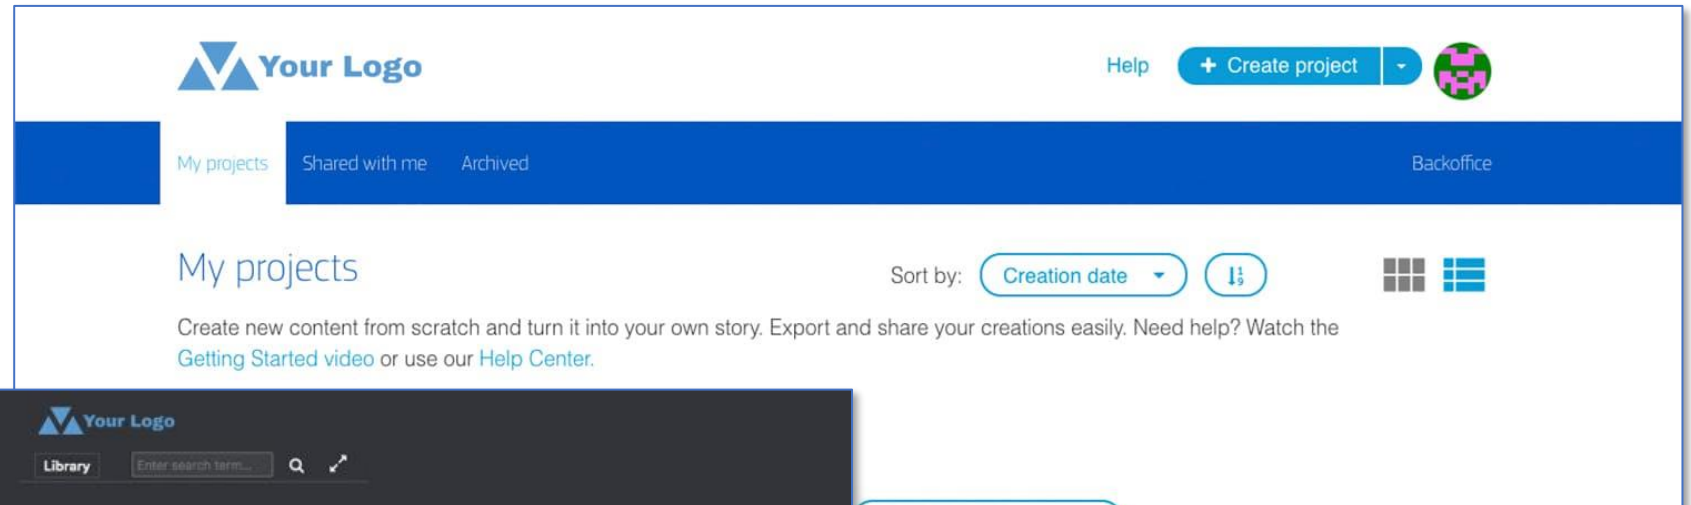 Your Logo
Help
+ Create project
My projects
Shared with me
Archived
Backoffice
My projects
Sort by:
Creation date
Create new content from scratch and turn it into your own story. Export and share your creations easily. Need help? Watch the
Getting Started video or use our Help Center.
Your Logo
Library
Enter search term...